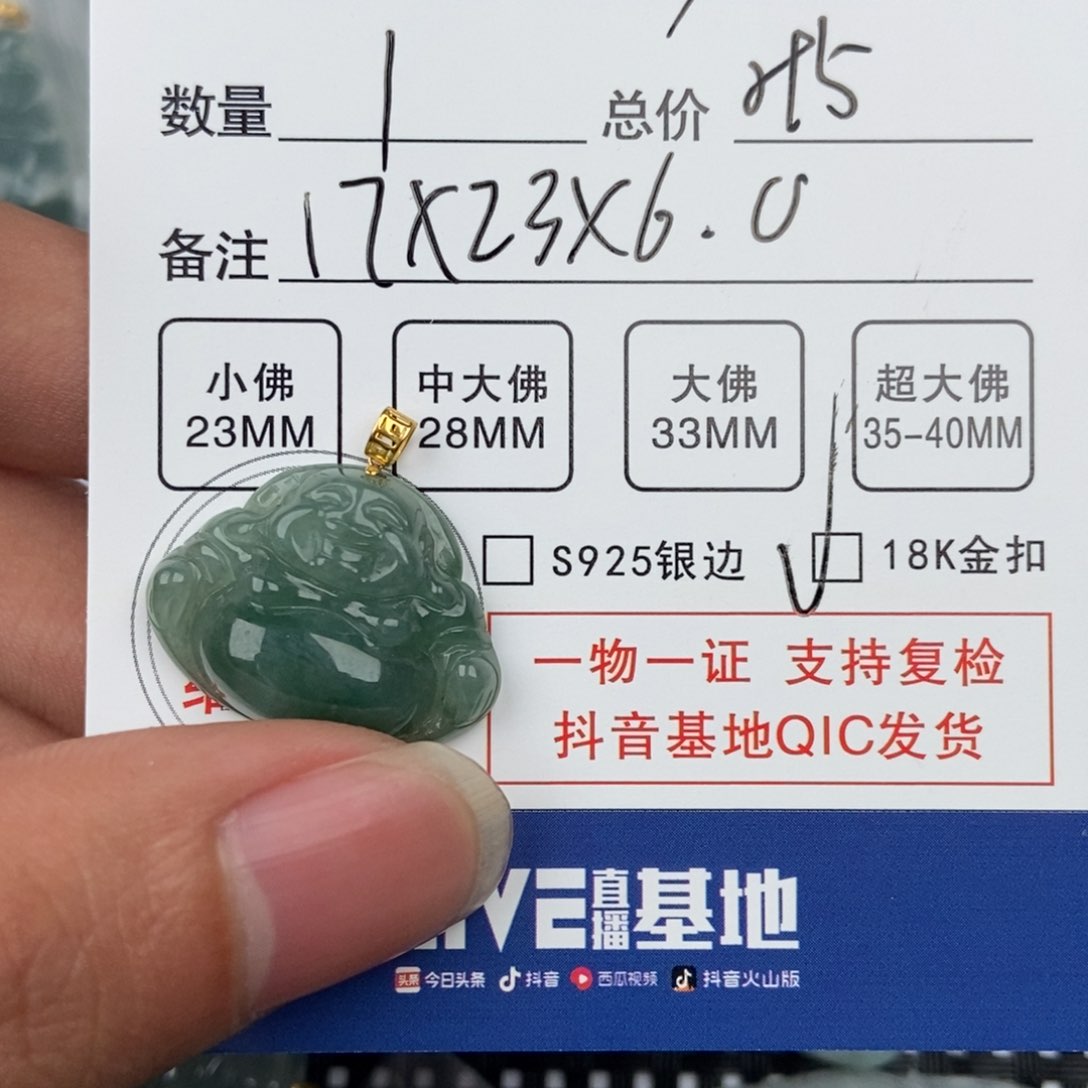 数量 1 总价
备注 17X23X6.0
小佛 中大佛 大佛 超大佛
23MM 28MM 33MM 35-40MM
S925银边 18K金扣
一物一证 支持复检
抖音基地QIC发货
直播基地
头条 今日头条 抖音 西瓜视频 抖音火山版